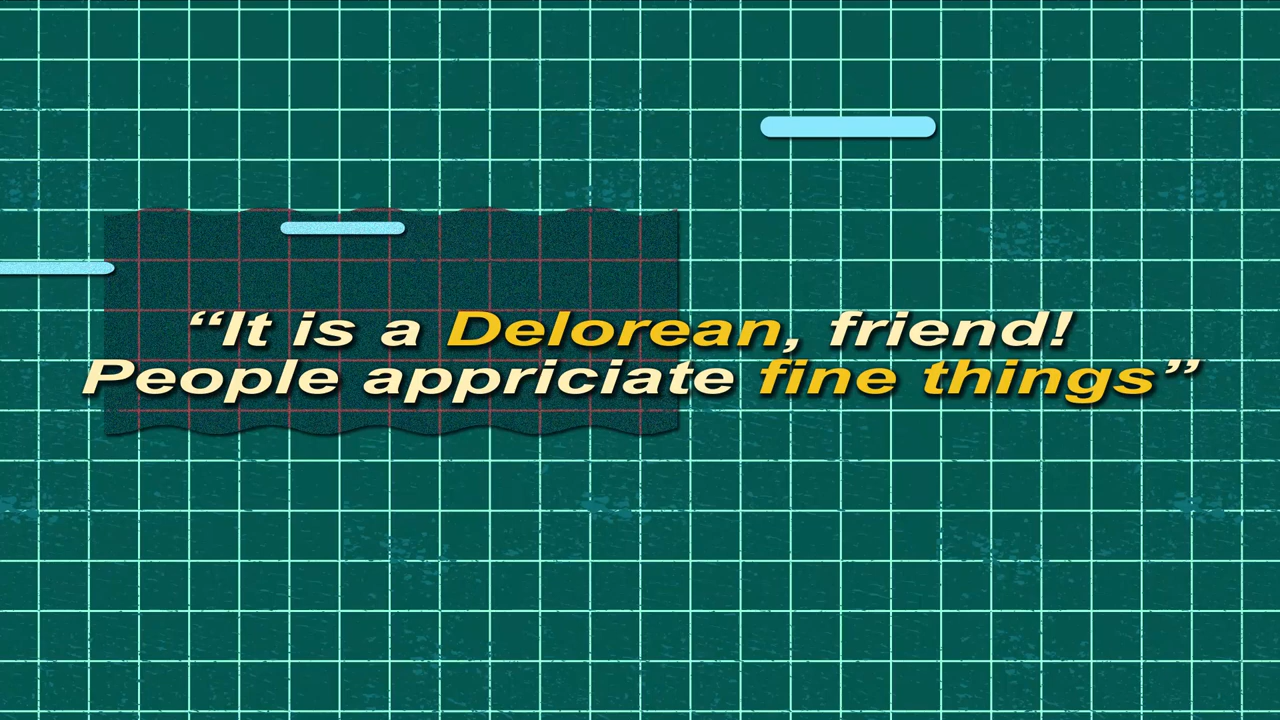 “It is a Delorean, friend!
People appriciate fine things”